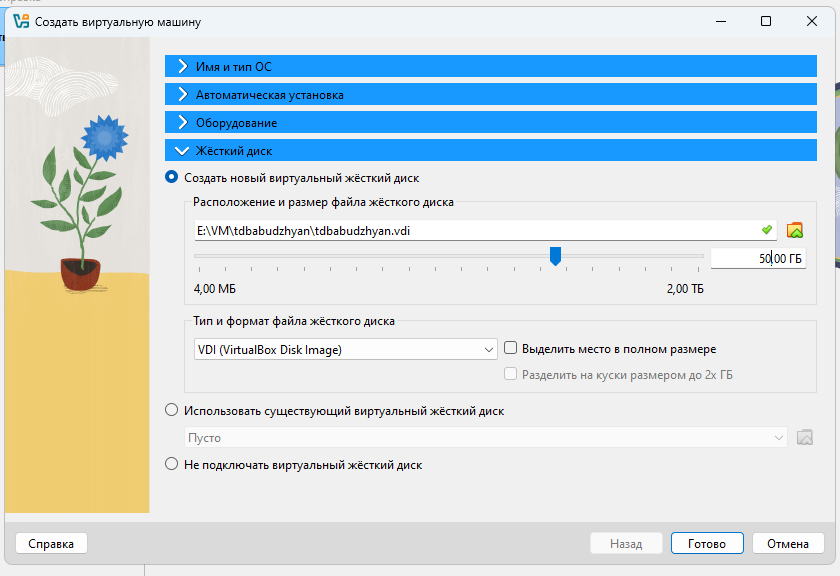 Создать виртуальную машину
Имя и тип ОС
Автоматическая установка
Оборудование
Жёсткий диск
Создать новый виртуальный жёсткий диск
Расположение и размер файла жёсткого диска
E:\VM\tdbabudzhyan\tdbabudzhyan.vdi
50,00 ГБ
4,00 МБ
2,00 ТБ
Тип и формат файла жёсткого диска
VDI (VirtualBox Disk Image)
Выделить место в полном размере
Разделить на куски размером до 2х ГБ
Использовать существующий виртуальный жёсткий диск
Пусто
Не подключать виртуальный жёсткий диск
Справка
Назад
Готово
Отмена